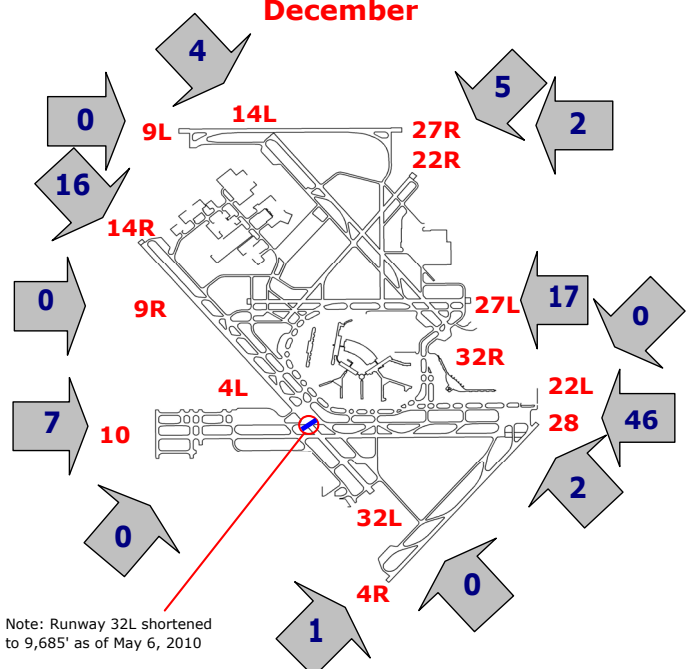 December
4
5
0
14L
2
9L
27R
22R
16
14R
0
9R
27L
17
0
32R
4L
22L
7
10
28
46
2
0
32L
4R
0
1
Note: Runway 32L shortened
to 9,685' as of May 6, 2010